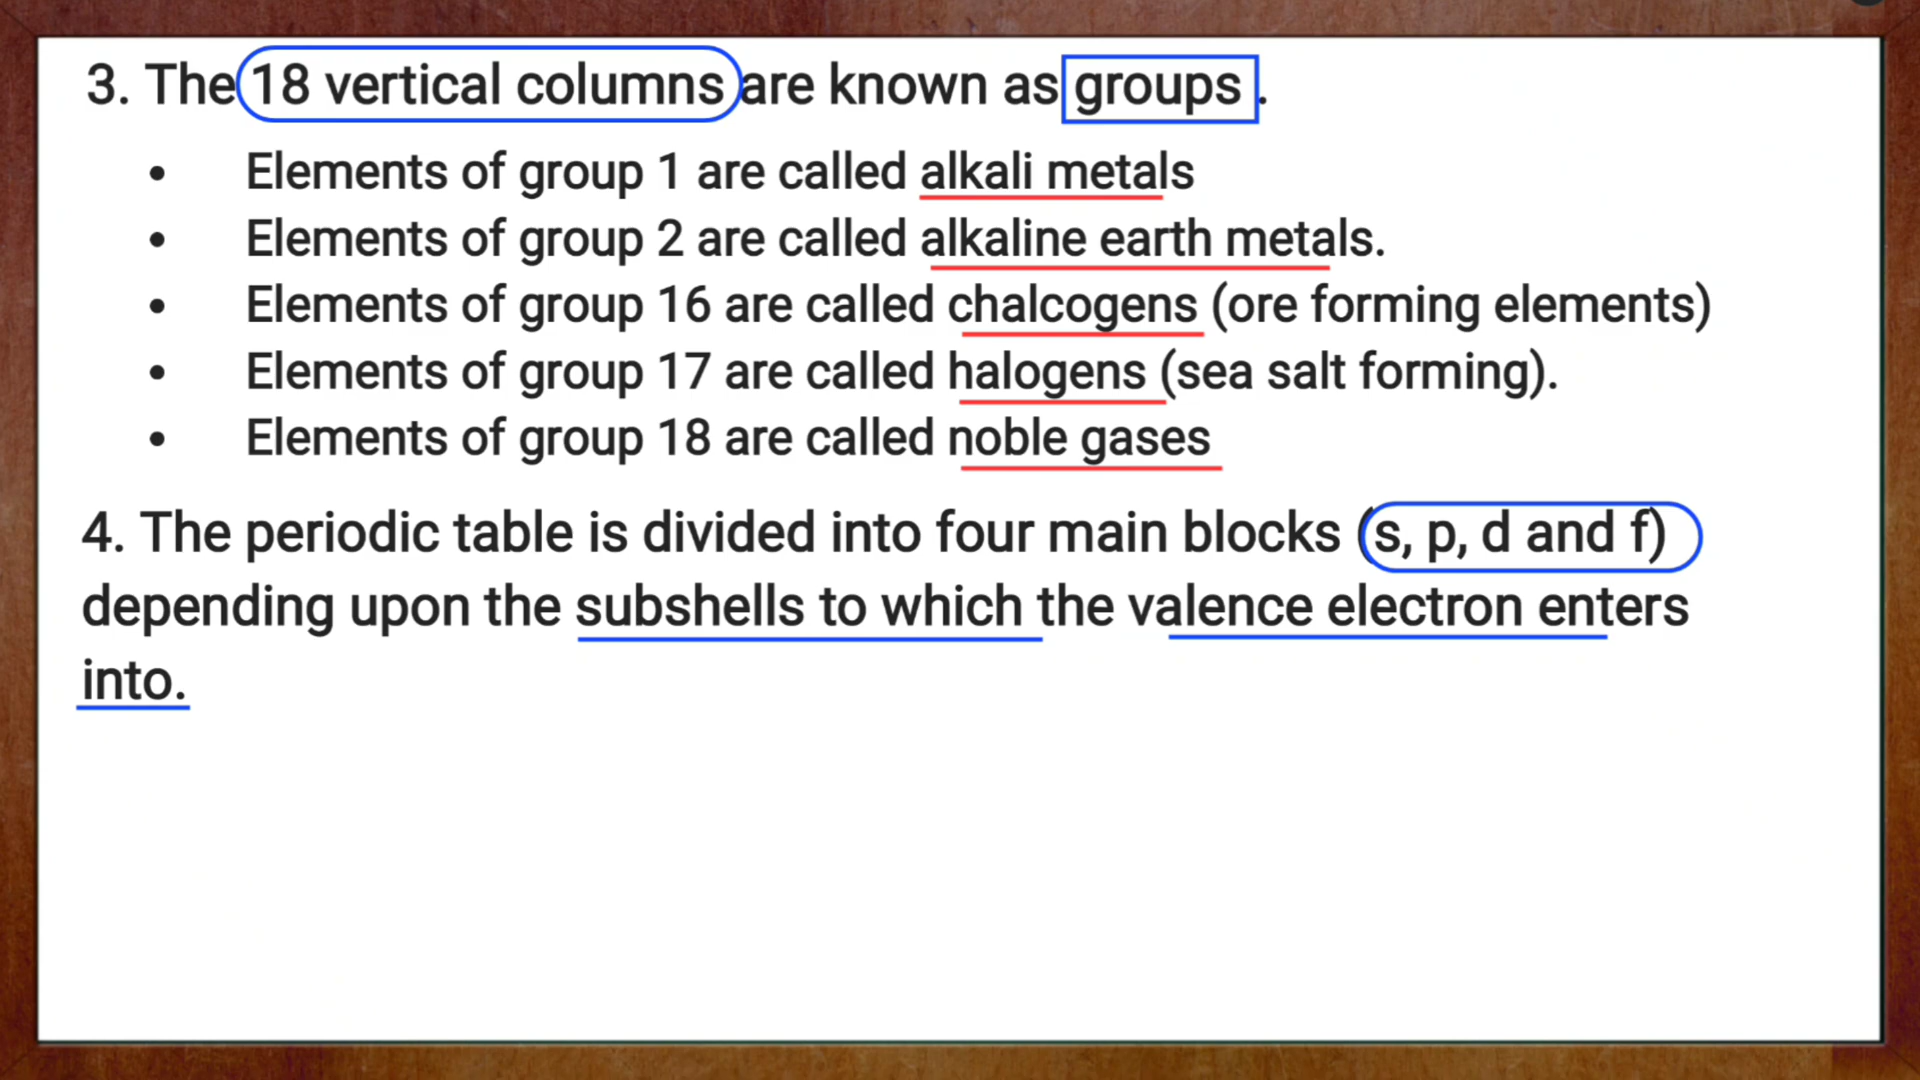 3. The 18 vertical columns are known as groups .
• Elements of group 1 are called alkali metals
• Elements of group 2 are called alkaline earth metals.
• Elements of group 16 are called chalcogens (ore forming elements)
• Elements of group 17 are called halogens (sea salt forming).
• Elements of group 18 are called noble gases
4. The periodic table is divided into four main blocks (s, p, d and f)
depending upon the subshells to which the valence electron enters
into.